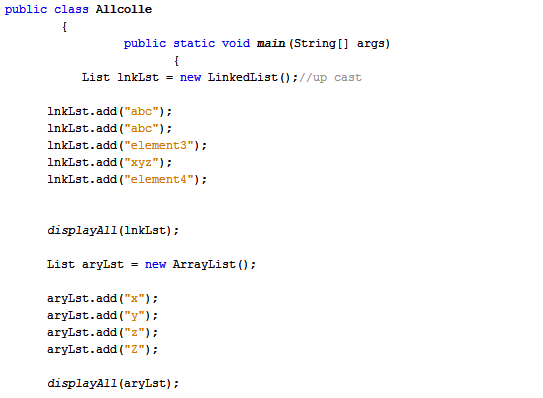 public class Allcolle
{
public static void main(String[] args)
{
List lnkLst = new LinkedList();//up cast
lnkLst.add("abc");
lnkLst.add("abc");
lnkLst.add("element3");
lnkLst.add("xyz");
lnkLst.add("element4");
displayAll(lnkLst);
List aryLst = new ArrayList();
aryLst.add("x");
aryLst.add("y");
aryLst.add("z");
aryLst.add("Z");
displayAll(aryLst);